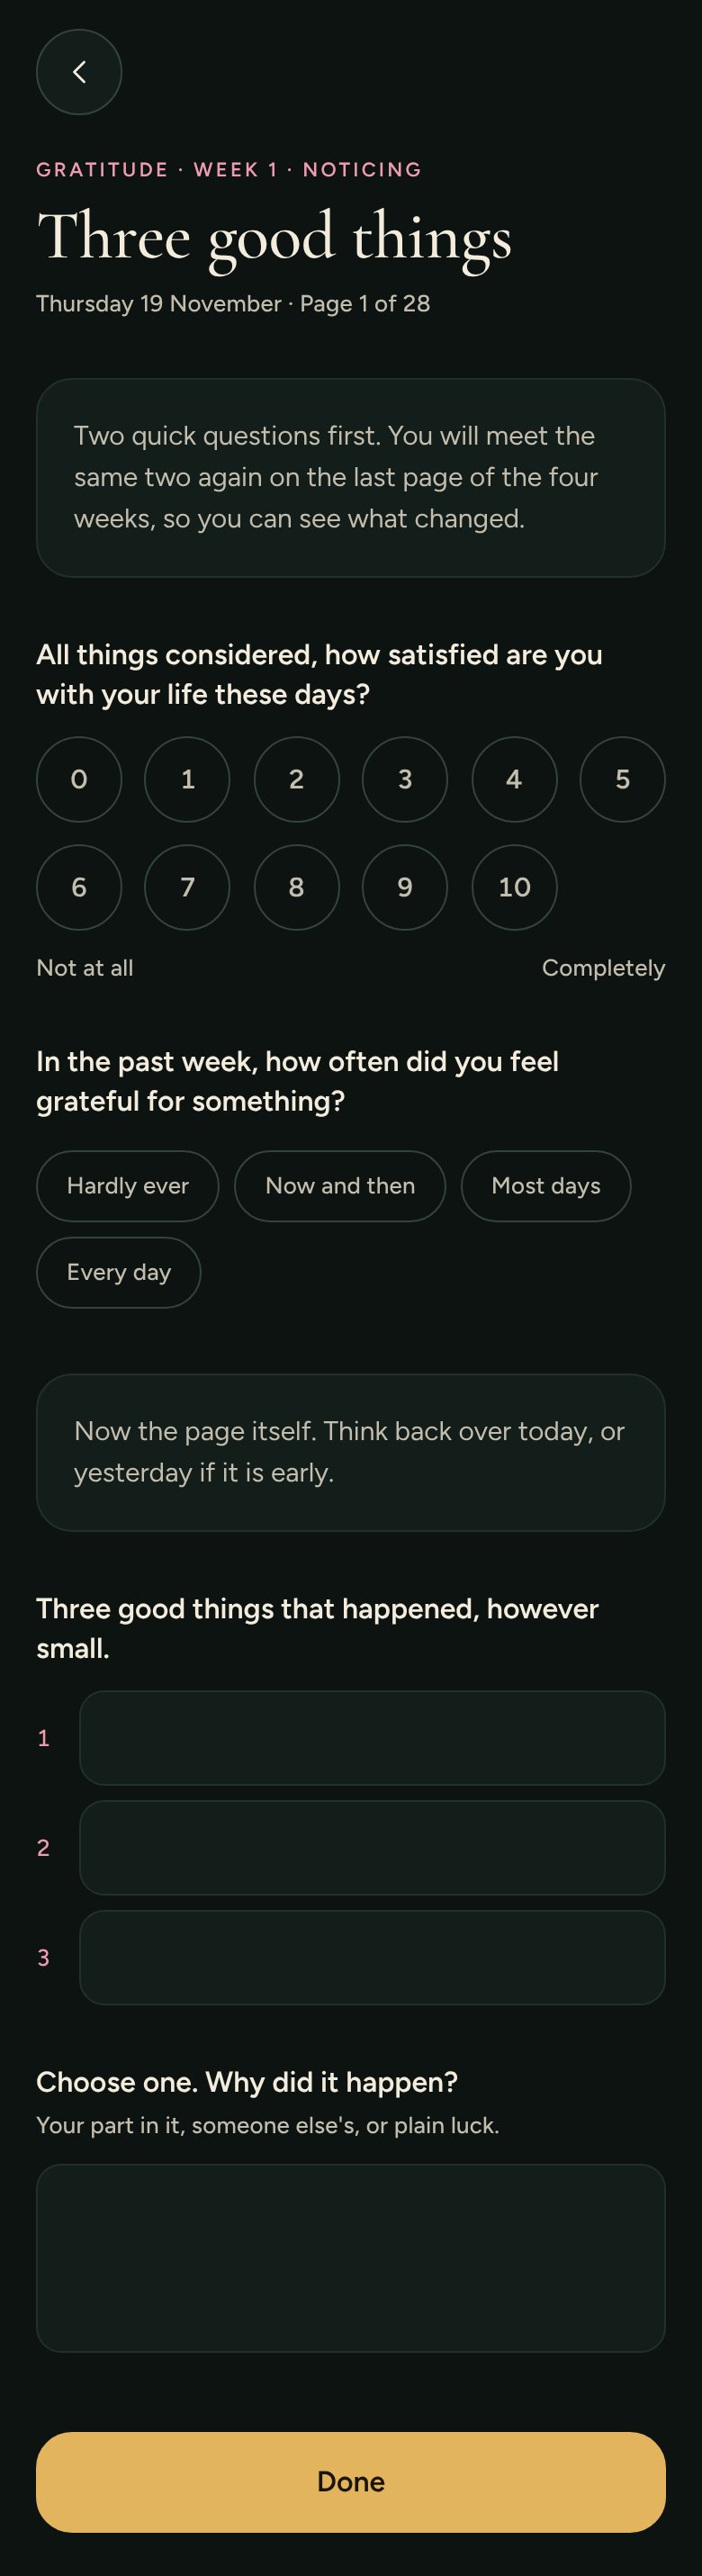 GRATITUDE · WEEK 1 · NOTICING
Three good things
Thursday 19 November · Page 1 of 28
Two quick questions first. You will meet the
same two again on the last page of the four
weeks, so you can see what changed.
All things considered, how satisfied are you
with your life these days?
0 1 2 3 4 5
6 7 8 9 10
Not at all Completely
In the past week, how often did you feel
grateful for something?
Hardly ever Now and then Most days
Every day
Now the page itself. Think back over today, or
yesterday if it is early.
Three good things that happened, however
small.
1
2
3
Choose one. Why did it happen?
Your part in it, someone else's, or plain luck.
Done